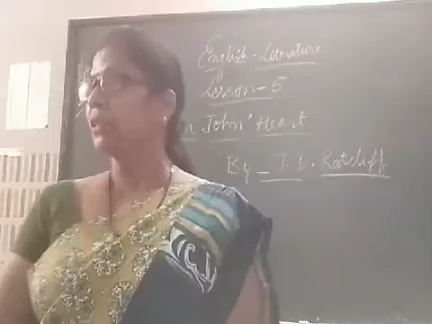 English - Literature
Lesson - 5
John' Heart
By - J. L. Ratcliff